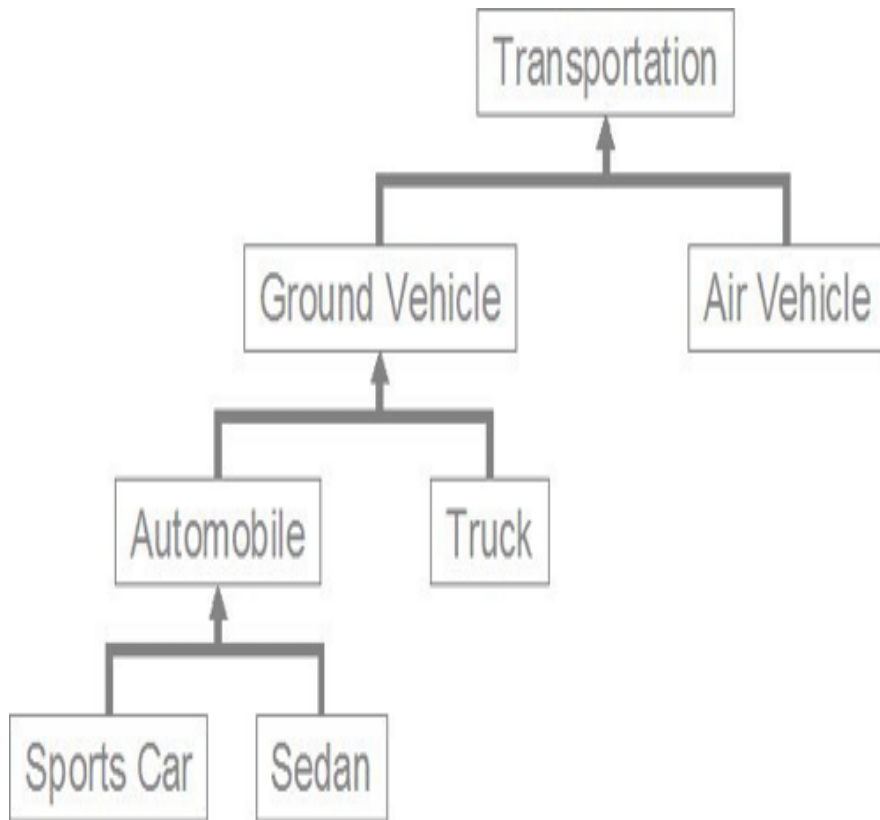 Transportation
Ground Vehicle
Air Vehicle
Automobile
Truck
Sports Car
Sedan